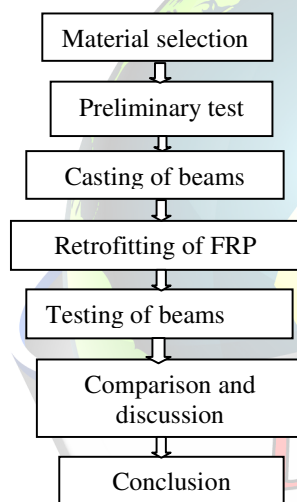 Material selection
Preliminary test
Casting of beams
Retrofitting of FRP
Testing of beams
Comparison and
discussion
Conclusion